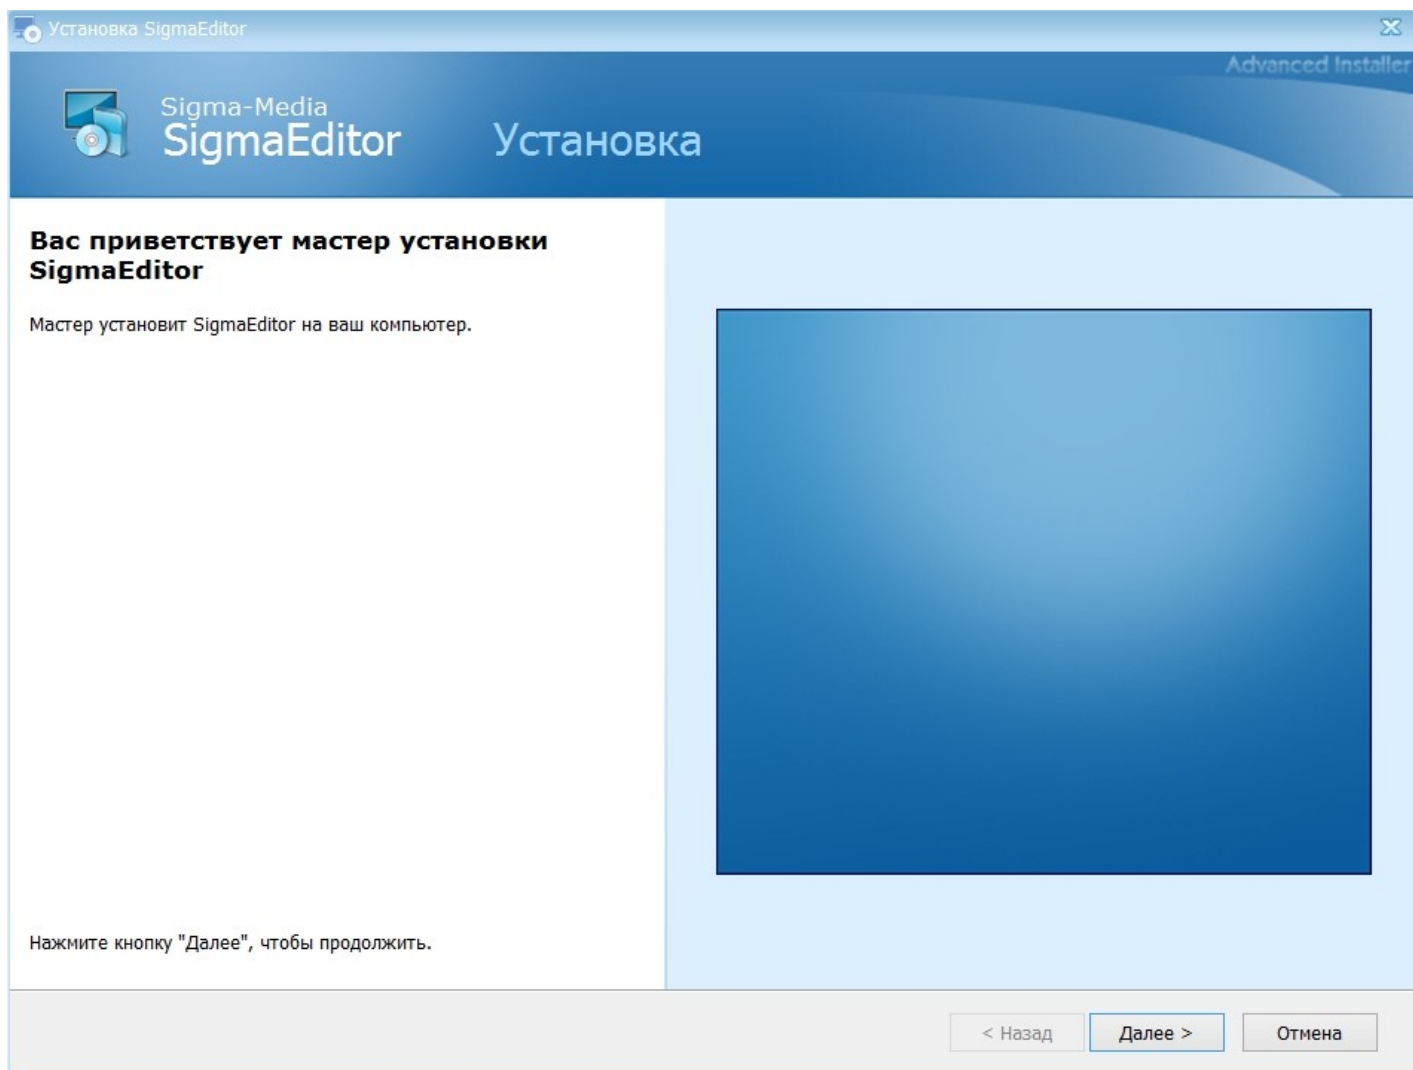 Установка SigmaEditor
Advanced Installer
Sigma-Media
SigmaEditor
Установка
Вас приветствует мастер установки
SigmaEditor
Мастер установит SigmaEditor на ваш компьютер.
Нажмите кнопку "Далее", чтобы продолжить.
< Назад
Далее >
Отмена